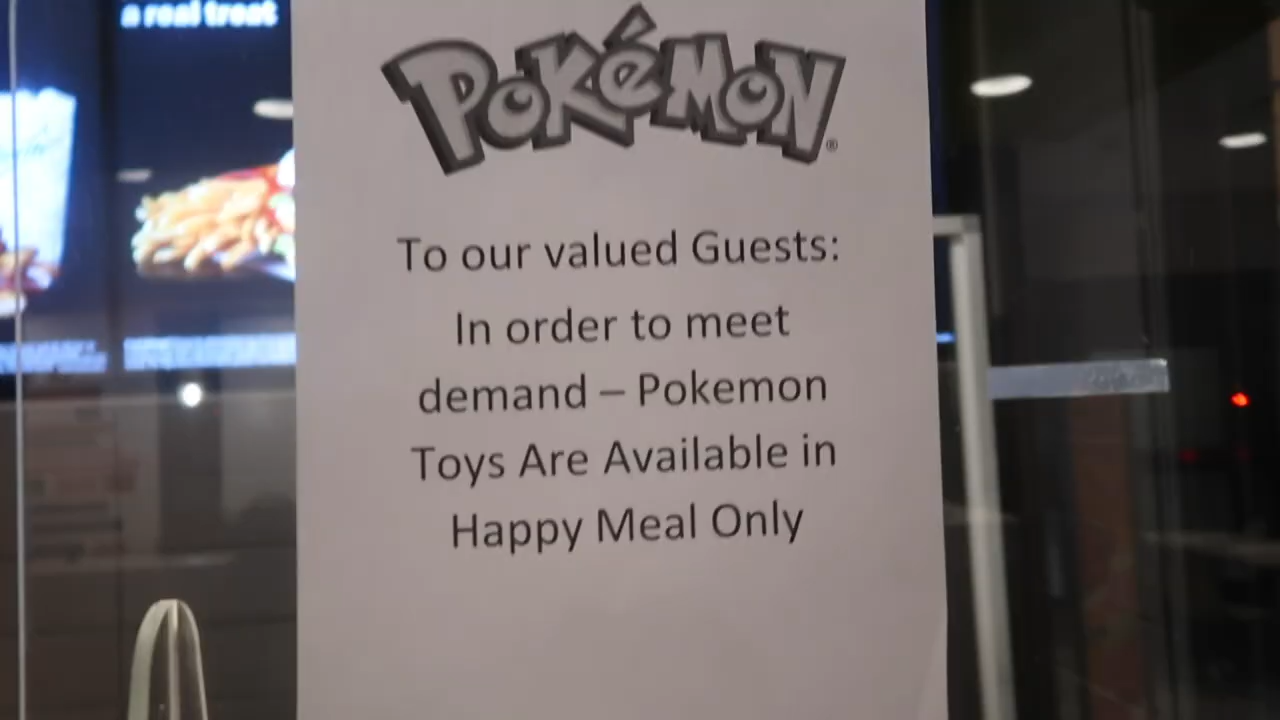 a real treat
POKéMON®
To our valued Guests:
In order to meet
demand – Pokemon
Toys Are Available in
Happy Meal Only